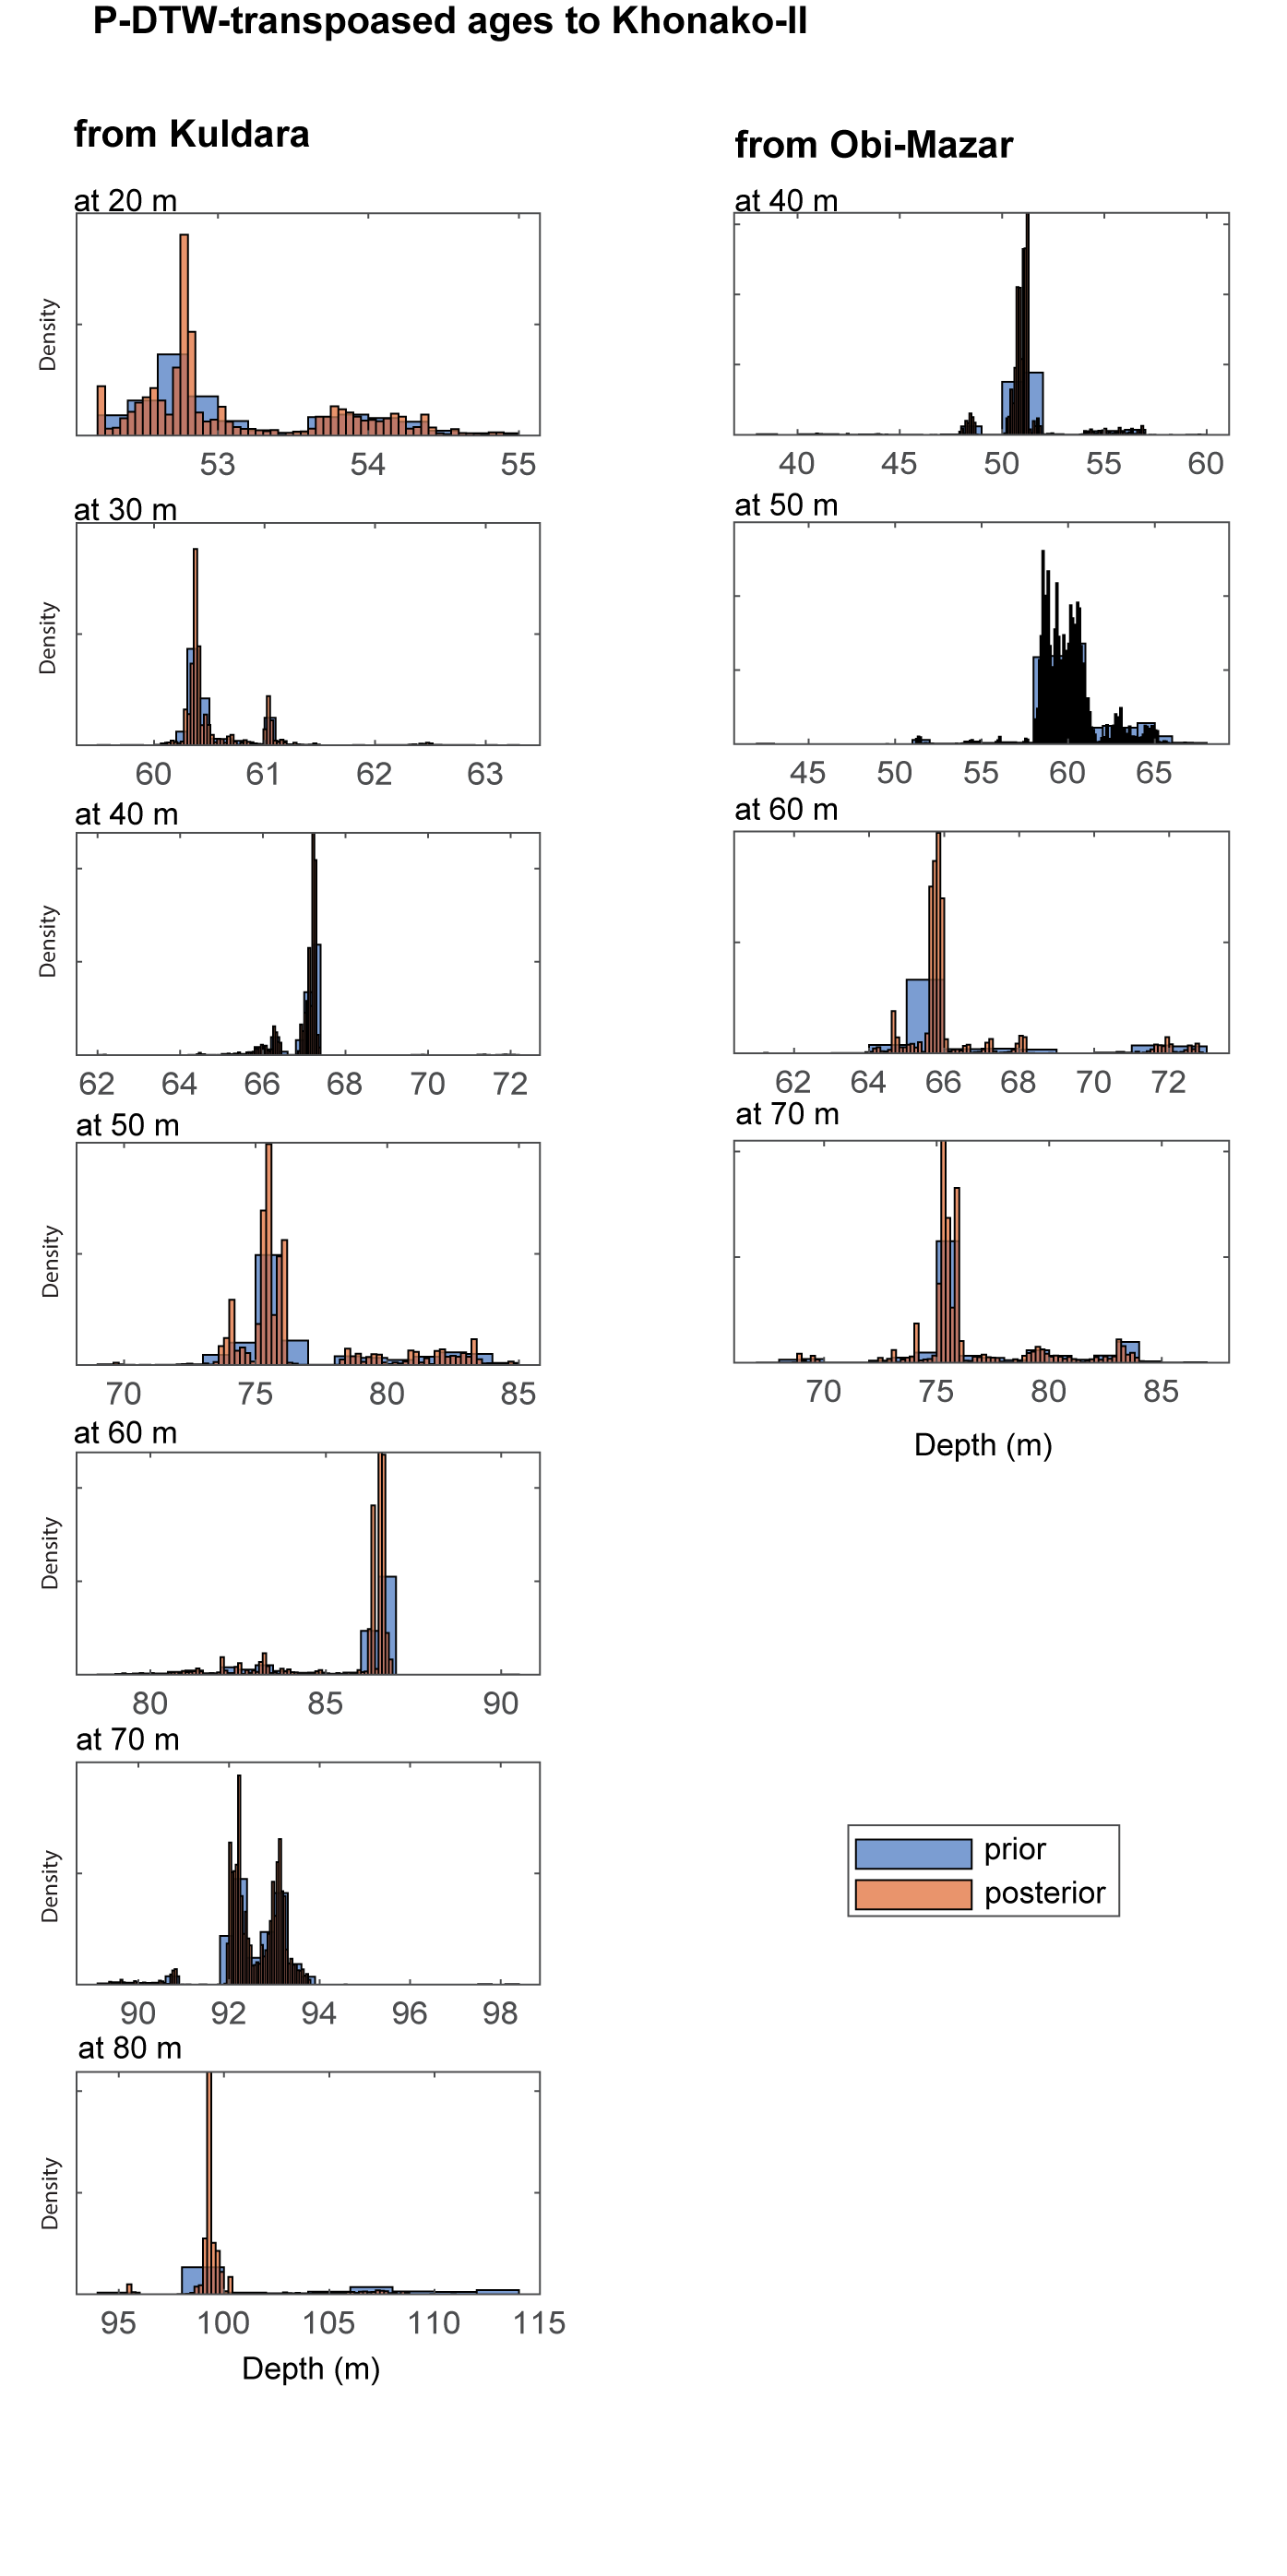 P-DTW-transpoased ages to Khonako-II
from Kuldara
at 20 m
Density
53 54 55
at 30 m
Density
60 61 62 63
at 40 m
Density
62 64 66 68 70 72
at 50 m
Density
70 75 80 85
at 60 m
Density
80 85 90
at 70 m
Density
90 92 94 96 98
at 80 m
Density
95 100 105 110 115
Depth (m)
from Obi-Mazar
at 40 m
40 45 50 55 60
at 50 m
45 50 55 60 65
at 60 m
62 64 66 68 70 72
at 70 m
70 75 80 85
Depth (m)
prior
posterior